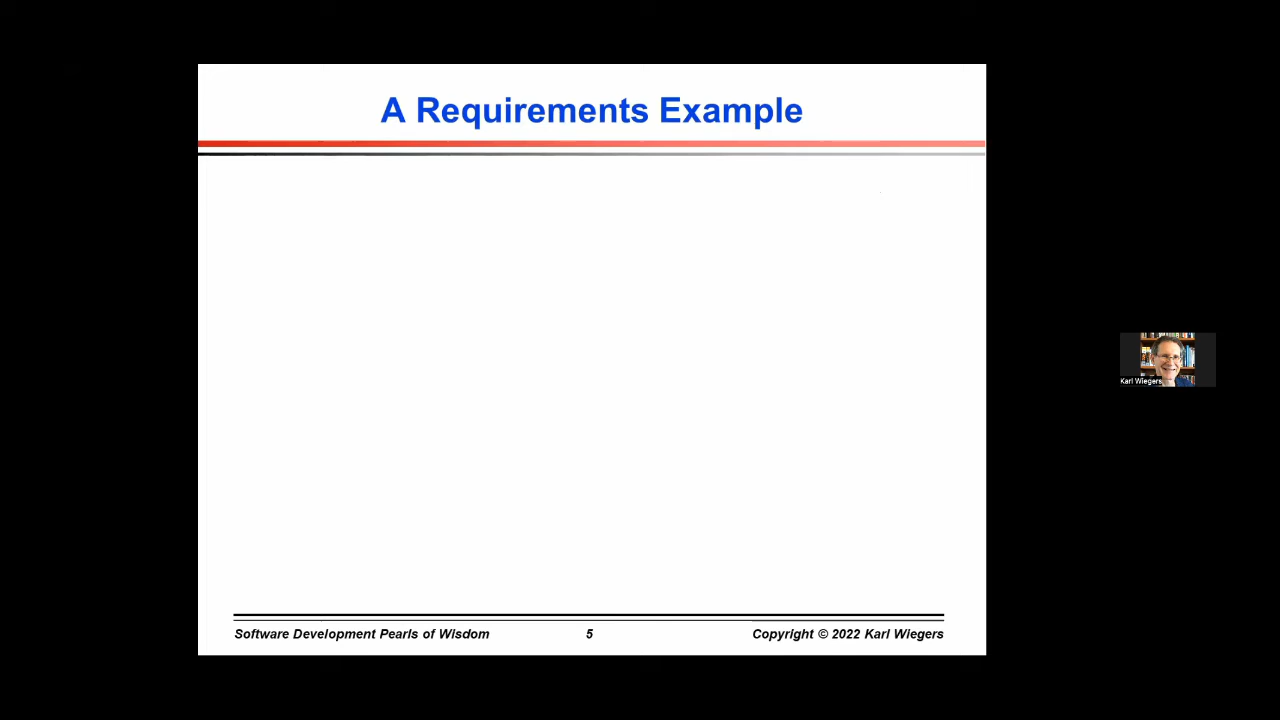 A Requirements Example
Karl Wiegers
Software Development Pearls of Wisdom 5 Copyright © 2022 Karl Wiegers